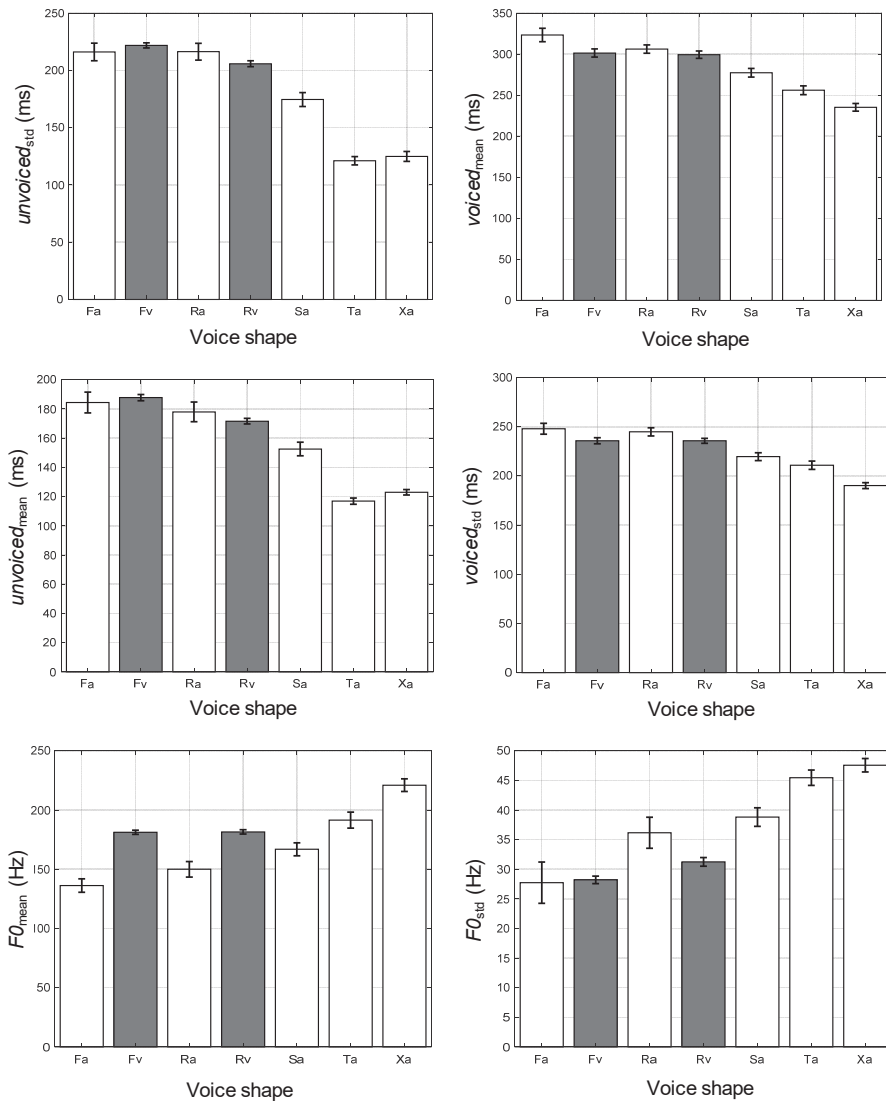 250
200
150
100
50
0
unvoiced_std (ms)
Fa Fv Ra Rv Sa Ta Xa
Voice shape
350
300
250
200
150
100
50
0
voiced_mean (ms)
Fa Fv Ra Rv Sa Ta Xa
Voice shape
200
180
160
140
120
100
80
60
40
20
0
unvoiced_mean (ms)
Fa Fv Ra Rv Sa Ta Xa
Voice shape
300
250
200
150
100
50
0
voiced_std (ms)
Fa Fv Ra Rv Sa Ta Xa
Voice shape
250
200
150
100
50
0
F0_mean (Hz)
Fa Fv Ra Rv Sa Ta Xa
Voice shape
50
45
40
35
30
25
20
15
10
5
0
F0_std (Hz)
Fa Fv Ra Rv Sa Ta Xa
Voice shape